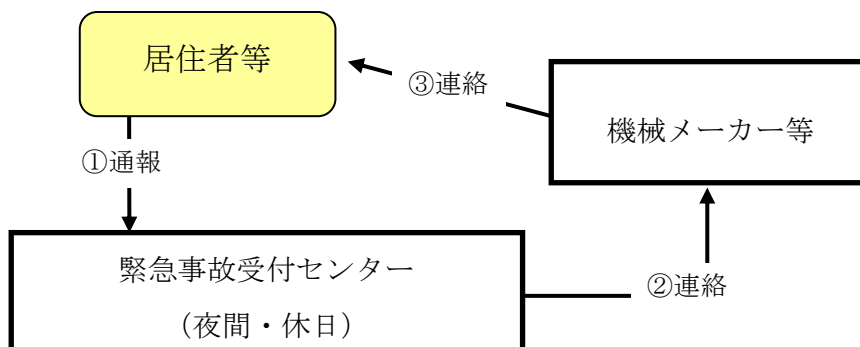 居住者等
③連絡
機械メーカー等
①通報
緊急事故受付センター
（夜間・休日）
②連絡